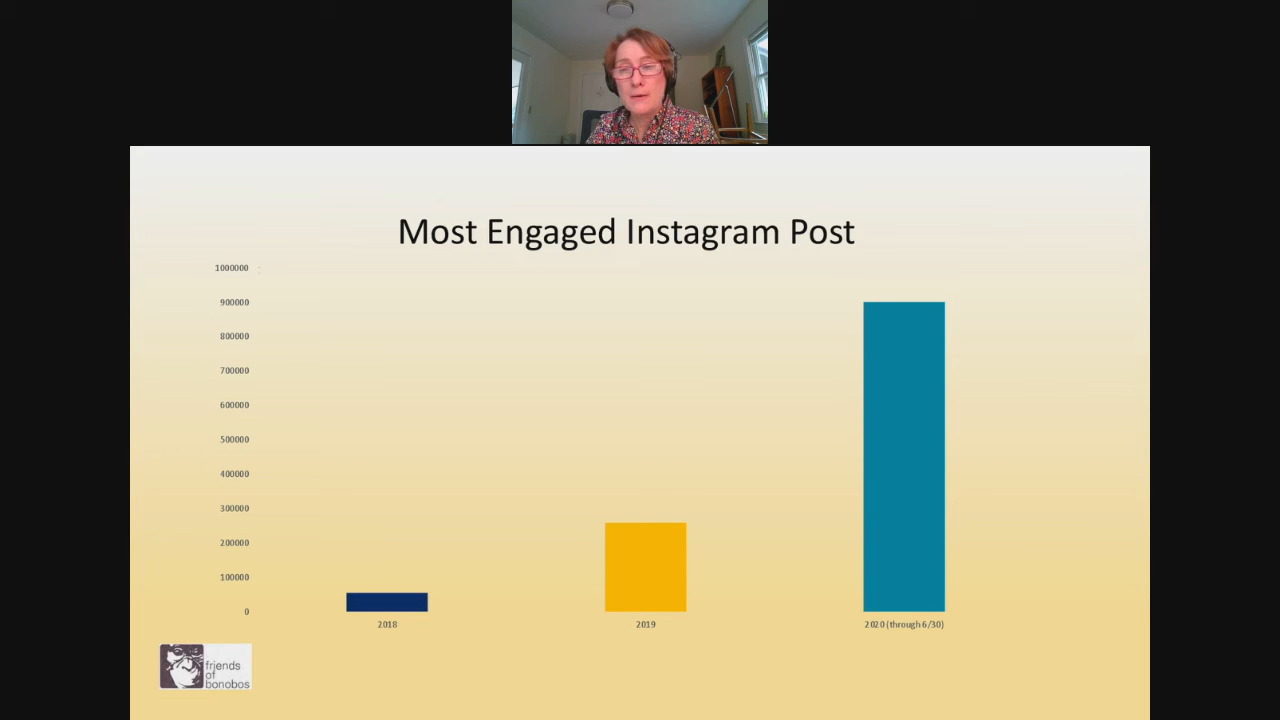 Most Engaged Instagram Post
1000000
900000
800000
700000
600000
500000
400000
300000
200000
100000
0
2018
2019
2020 (through 6/30)
friends
of
bonobos